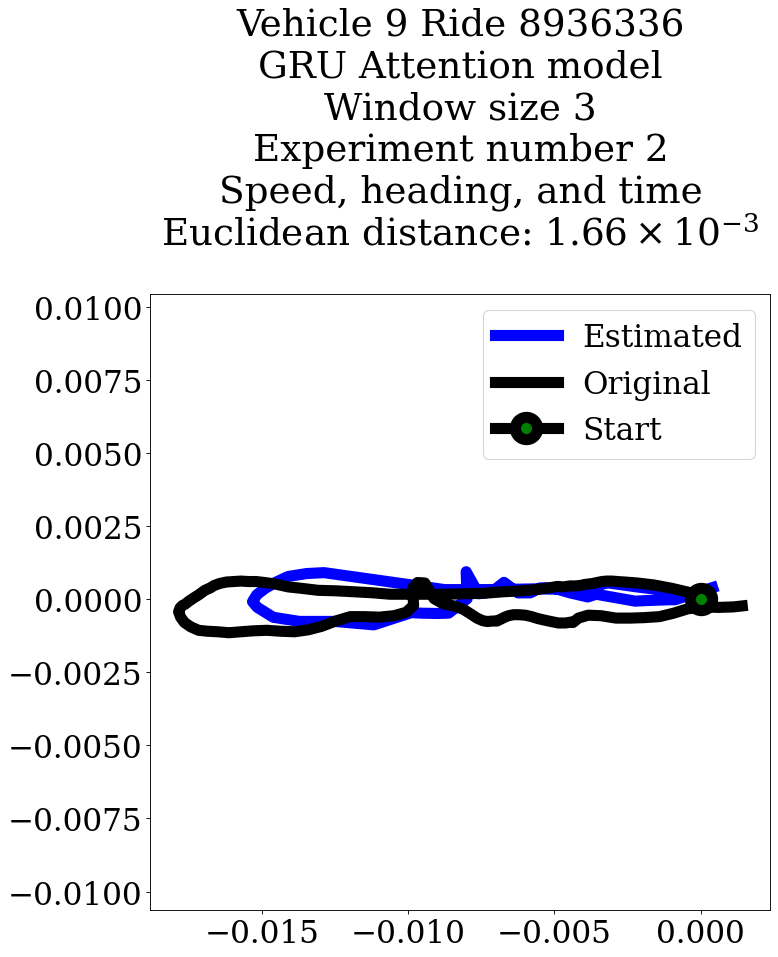 Vehicle 9 Ride 8936336
GRU Attention model
Window size 3
Experiment number 2
Speed, heading, and time
Euclidean distance: 1.66 × 10⁻³
0.0100
0.0075
0.0050
0.0025
0.0000
−0.0025
−0.0050
−0.0075
−0.0100
Estimated
Original
Start
−0.015 −0.010 −0.005 0.000